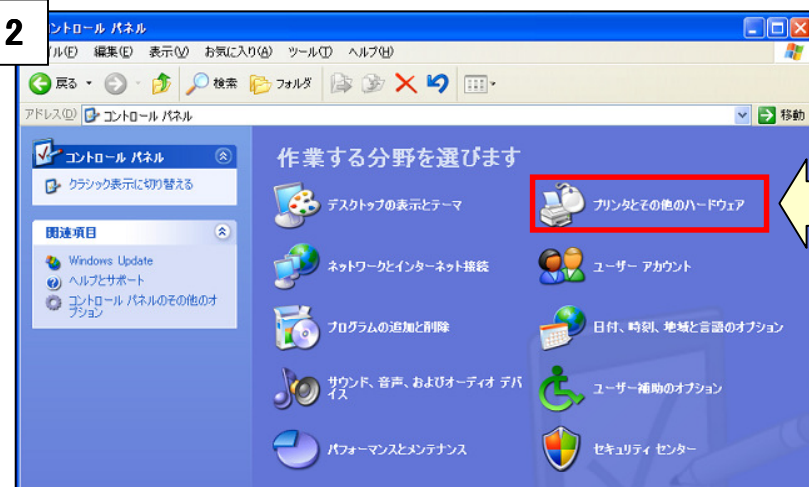 2
ントロール パネル
ル(F) 編集(E) 表示(V) お気に入り(A) ツール(T) ヘルプ(H)
戻る 検索 フォルダ
アドレス(D) コントロール パネル 移動
コントロール パネル
クラシック表示に切り替える
関連項目
Windows Update
ヘルプとサポート
コントロール パネルのその他のオ
プション
作業する分野を選びます
デスクトップの表示とテーマ
プリンタとその他のハードウェア
ネットワークとインターネット接続
ユーザー アカウント
プログラムの追加と削除
日付、時刻、地域と言語のオプション
サウンド、音声、およびオーディオ デバ
イス
ユーザー補助のオプション
パフォーマンスとメンテナンス
セキュリティ センター